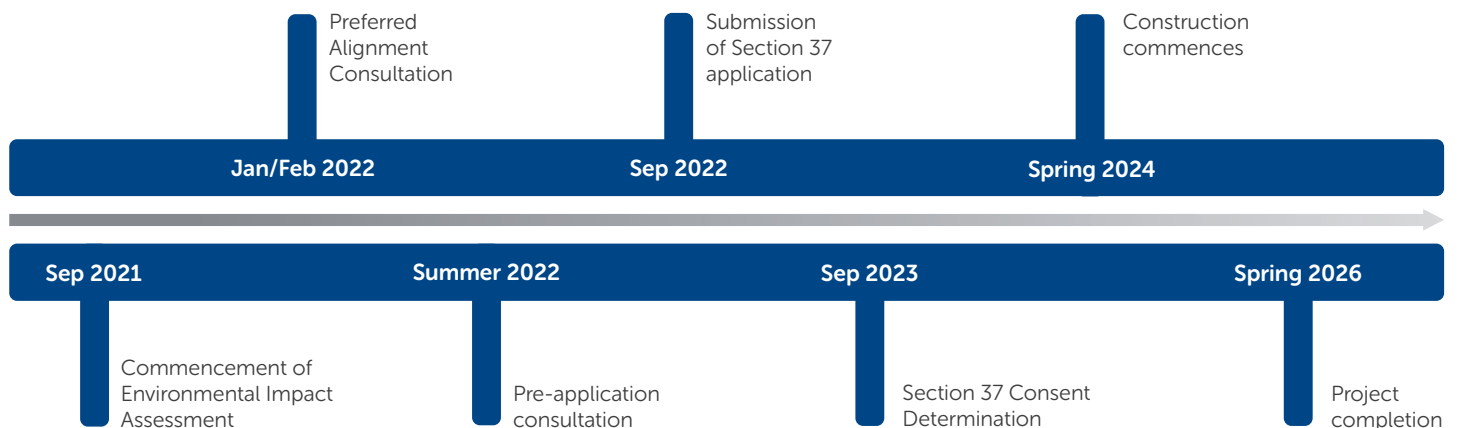 Preferred
Alignment
Consultation
Submission
of Section 37
application
Construction
commences
Jan/Feb 2022
Sep 2022
Spring 2024
Sep 2021
Summer 2022
Sep 2023
Spring 2026
Commencement of
Environmental Impact
Assessment
Pre-application
consultation
Section 37 Consent
Determination
Project
completion